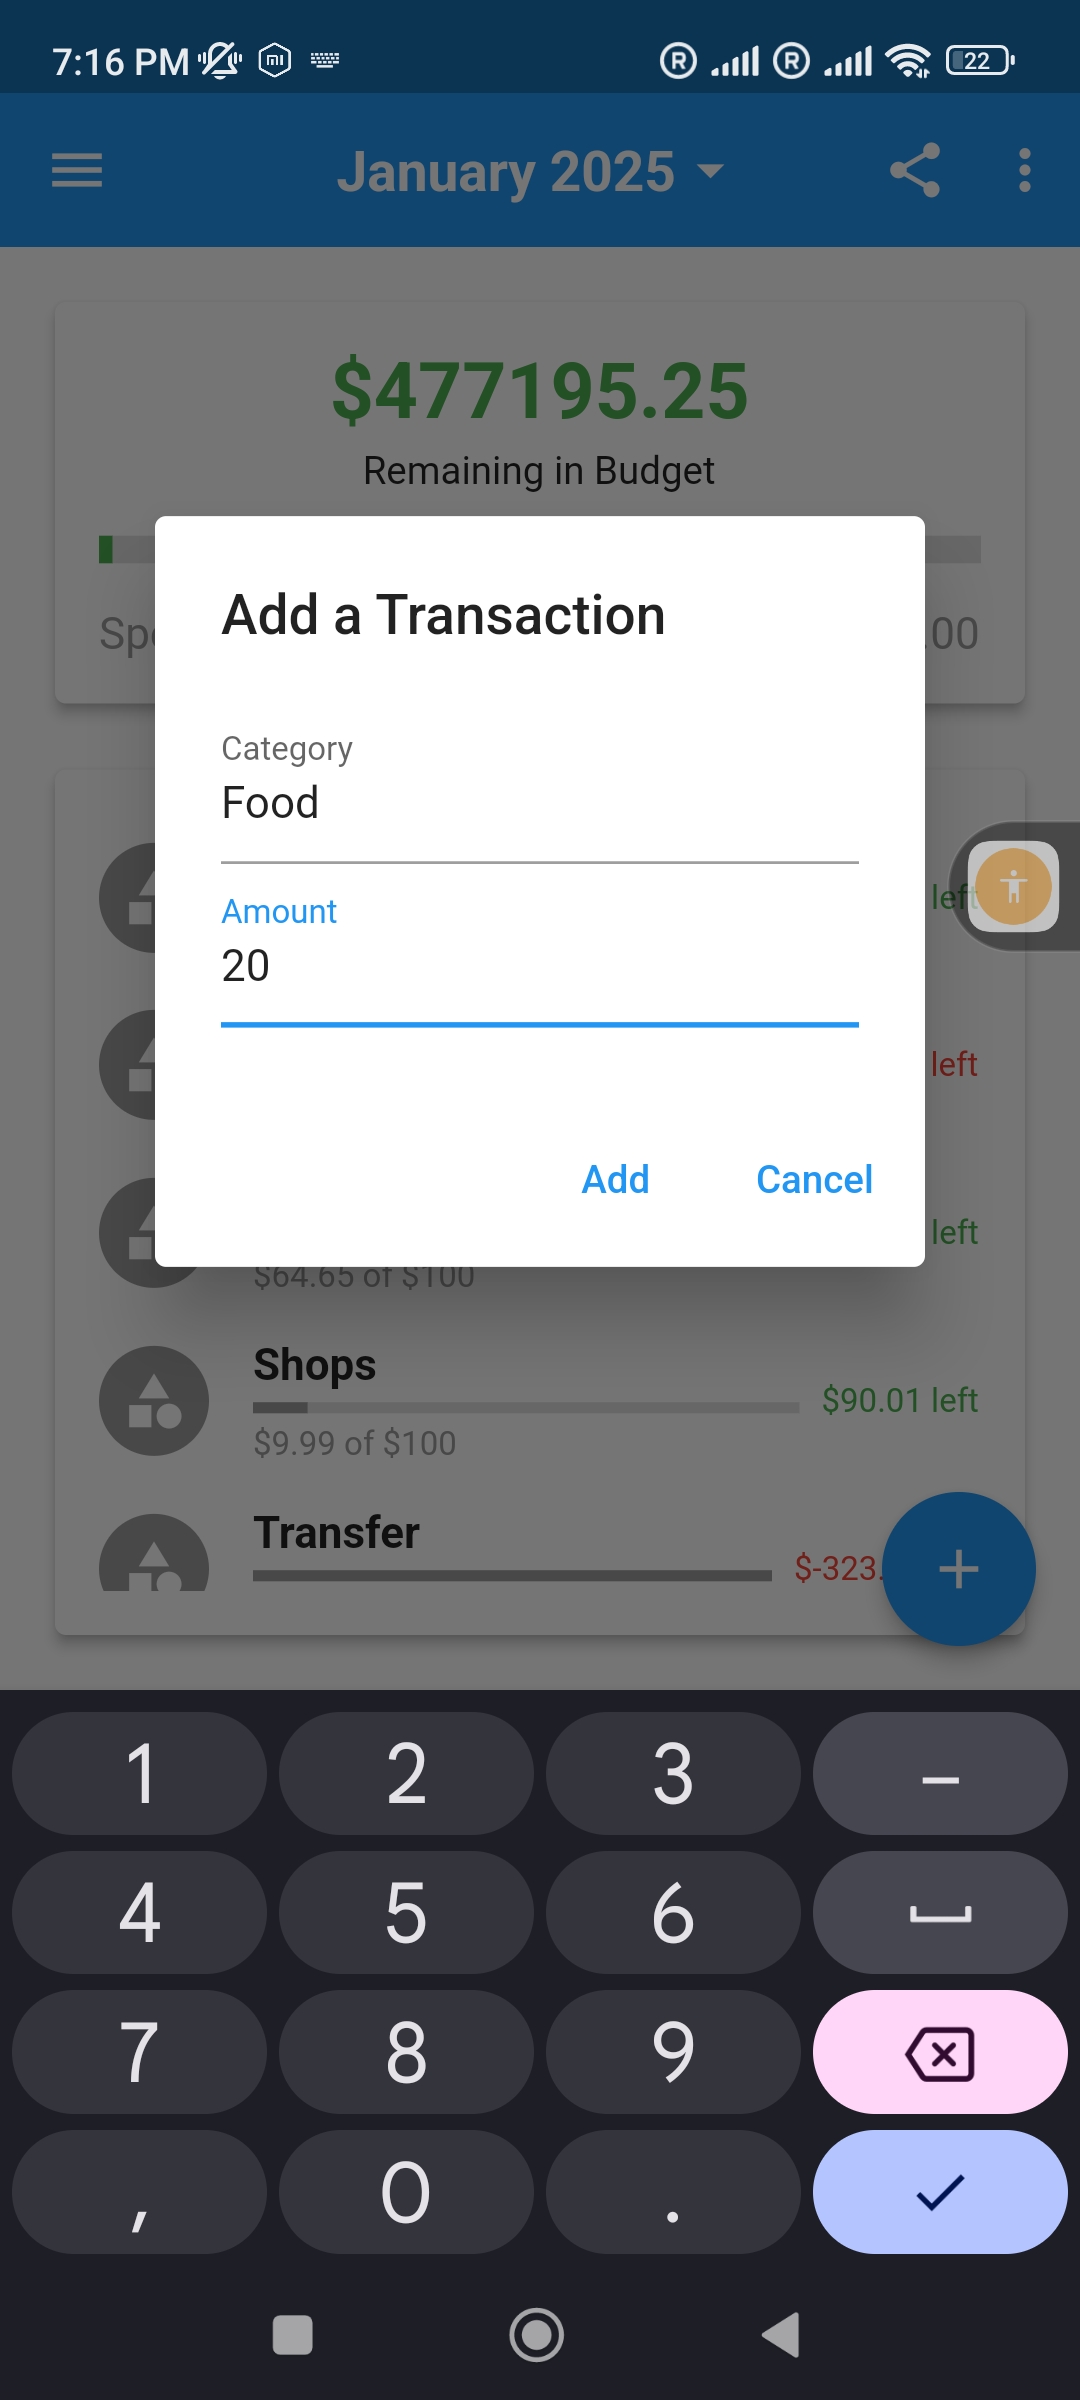 7:16 PM
22
January 2025
$477195.25
Remaining in Budget
Add a Transaction
.00
Category
Food
Amount
20
left
left
Add Cancel
left
$64.65 of $100
Shops
$90.01 left
$9.99 of $100
Transfer
$-323.
1 2 3 –
4 5 6
7 8 9
, 0 .